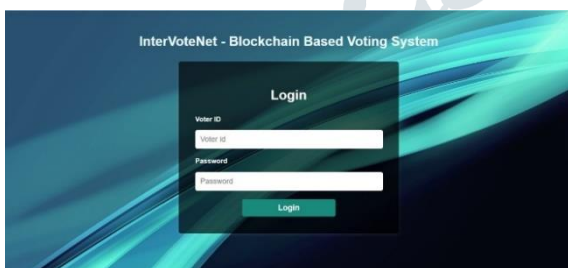 InterVoteNet - Blockchain Based Voting System
Login
Voter ID
Voter id
Password
Password
Login